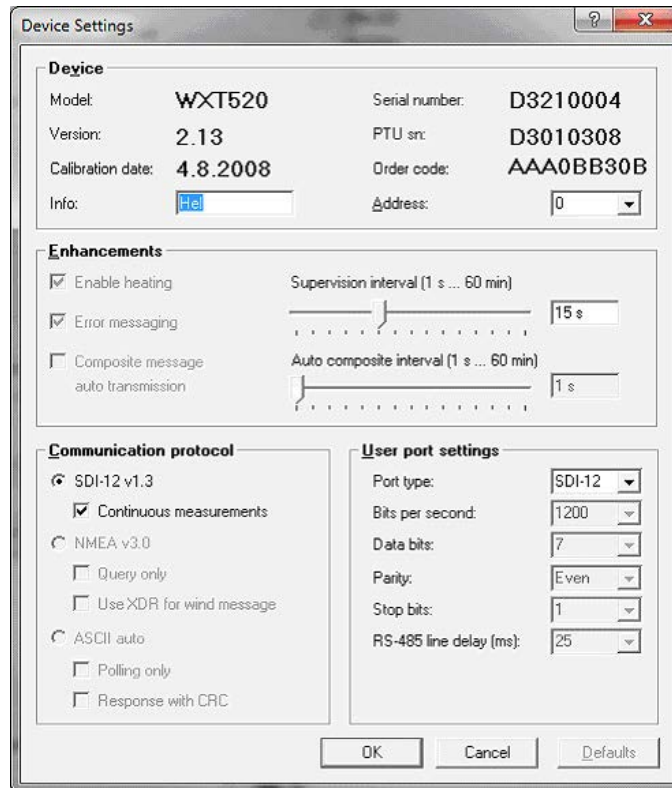 Device Settings
Device
Model: WXT520 Serial number: D3210004
Version: 2.13 PTU sn: D3010308
Calibration date: 4.8.2008 Order code: AAA0BB30B
Info: Hel Address: 0
Enhancements
Enable heating Supervision interval (1 s ... 60 min)
Error messaging 15 s
Composite message Auto composite interval (1 s ... 60 min)
auto transmission 1 s
Communication protocol
SDI-12 v1.3
Continuous measurements
NMEA v3.0
Query only
Use XDR for wind message
ASCII auto
Polling only
Response with CRC
User port settings
Port type: SDI-12
Bits per second: 1200
Data bits: 7
Parity: Even
Stop bits: 1
RS-485 line delay (ms): 25
OK Cancel Defaults